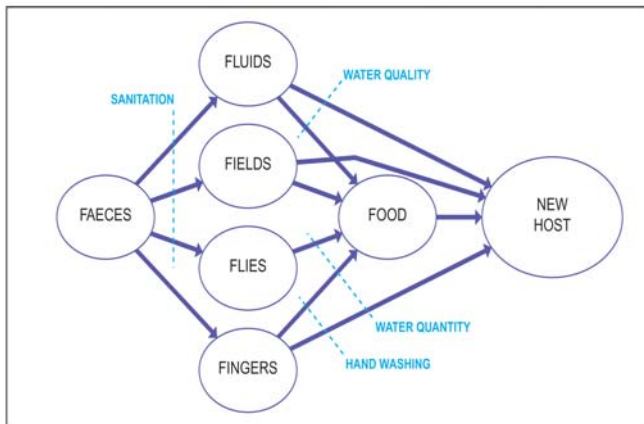 FLUIDS
WATER QUALITY
SANITATION
FIELDS
FAECES
FOOD
NEW
HOST
FLIES
WATER QUANTITY
HAND WASHING
FINGERS